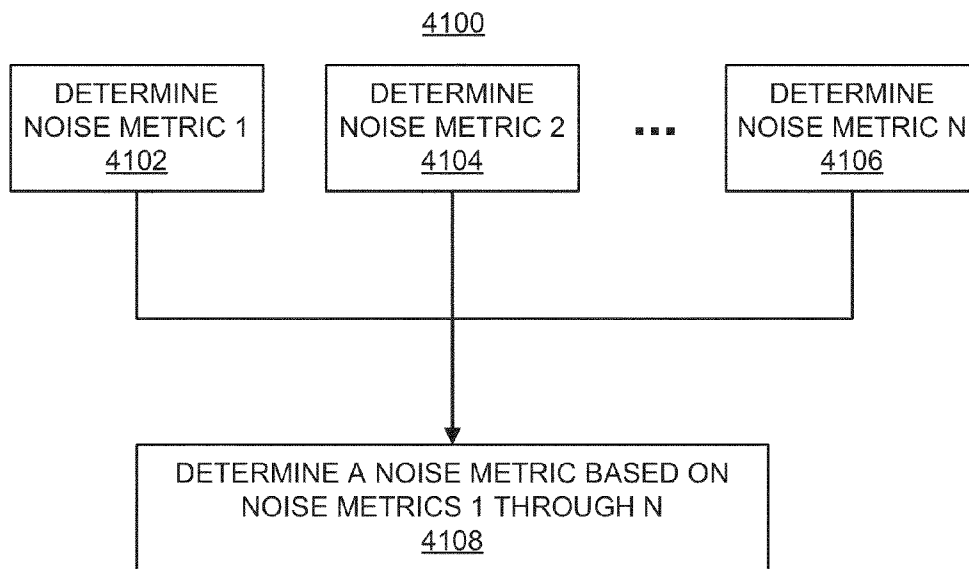 4100
DETERMINE
NOISE METRIC 1
4102
DETERMINE
NOISE METRIC 2
4104
...
DETERMINE
NOISE METRIC N
4106
DETERMINE A NOISE METRIC BASED ON
NOISE METRICS 1 THROUGH N
4108